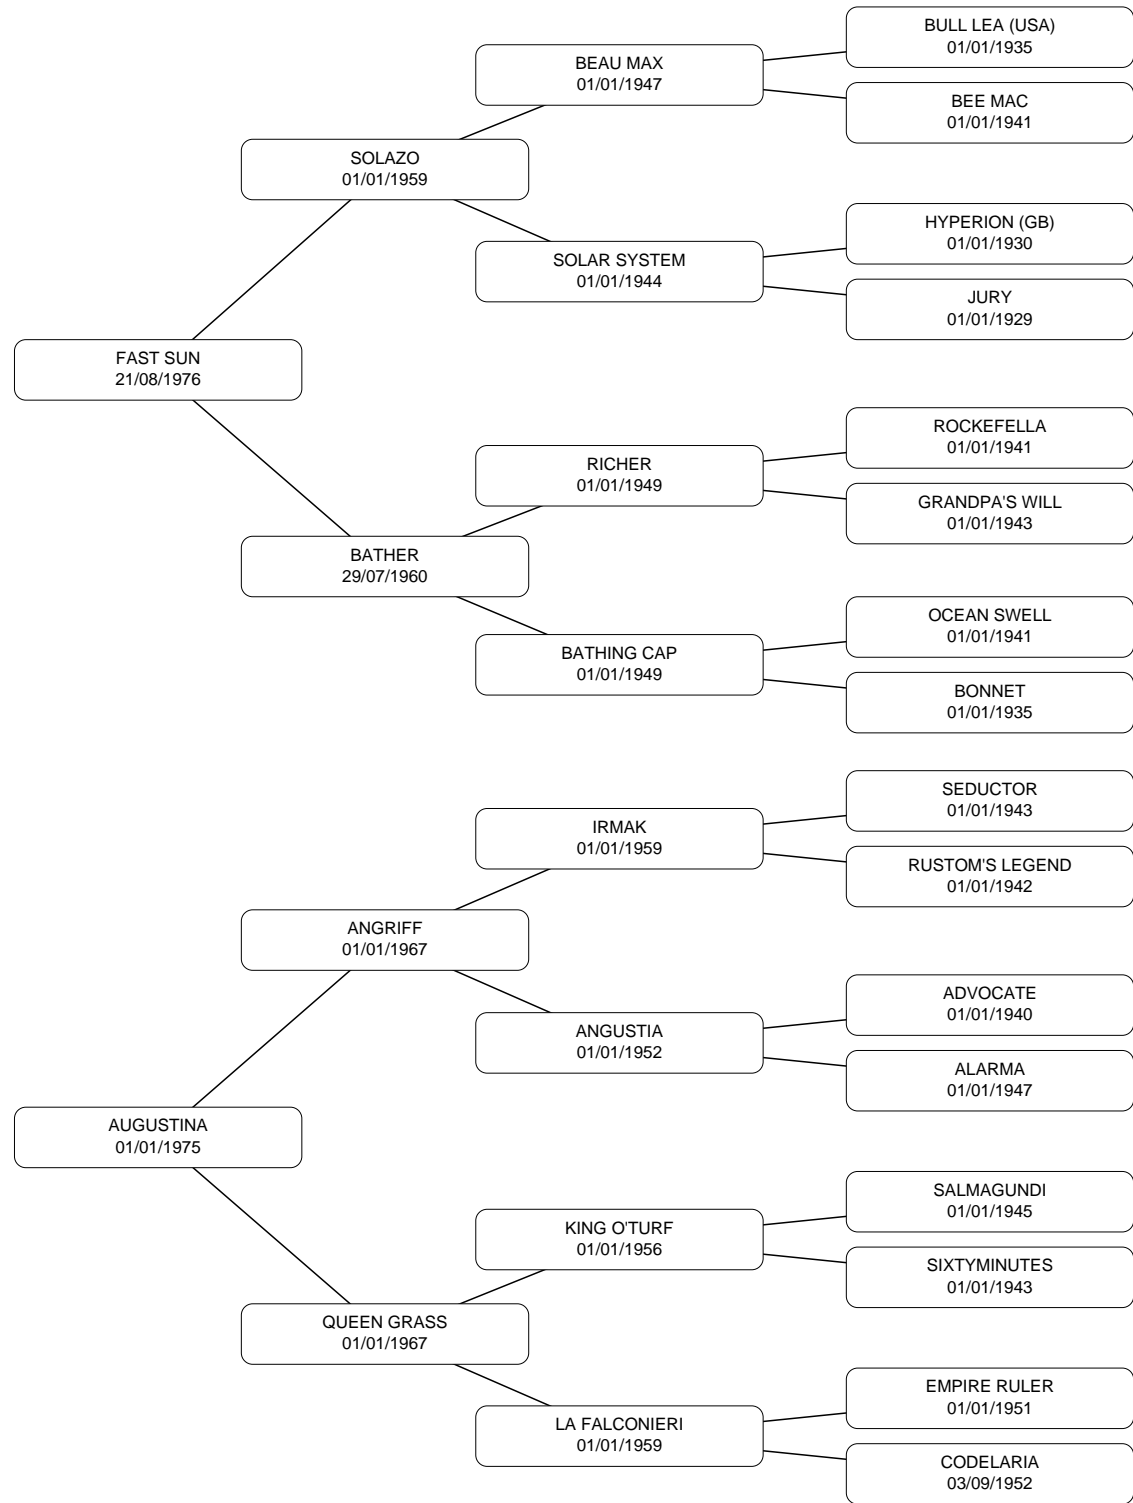 BULL LEA (USA)
01/01/1935
BEAU MAX
01/01/1947
BEE MAC
01/01/1941
SOLAZO
01/01/1959
HYPERION (GB)
01/01/1930
SOLAR SYSTEM
01/01/1944
JURY
01/01/1929
FAST SUN
21/08/1976
ROCKEFELLA
01/01/1941
RICHER
01/01/1949
GRANDPA'S WILL
01/01/1943
BATHER
29/07/1960
OCEAN SWELL
01/01/1941
BATHING CAP
01/01/1949
BONNET
01/01/1935
SEDUCTOR
01/01/1943
IRMAK
01/01/1959
RUSTOM'S LEGEND
01/01/1942
ANGRIFF
01/01/1967
ADVOCATE
01/01/1940
ANGUSTIA
01/01/1952
ALARMA
01/01/1947
AUGUSTINA
01/01/1975
SALMAGUNDI
01/01/1945
KING O'TURF
01/01/1956
SIXTYMINUTES
01/01/1943
QUEEN GRASS
01/01/1967
EMPIRE RULER
01/01/1951
LA FALCONIERI
01/01/1959
CODELARIA
03/09/1952